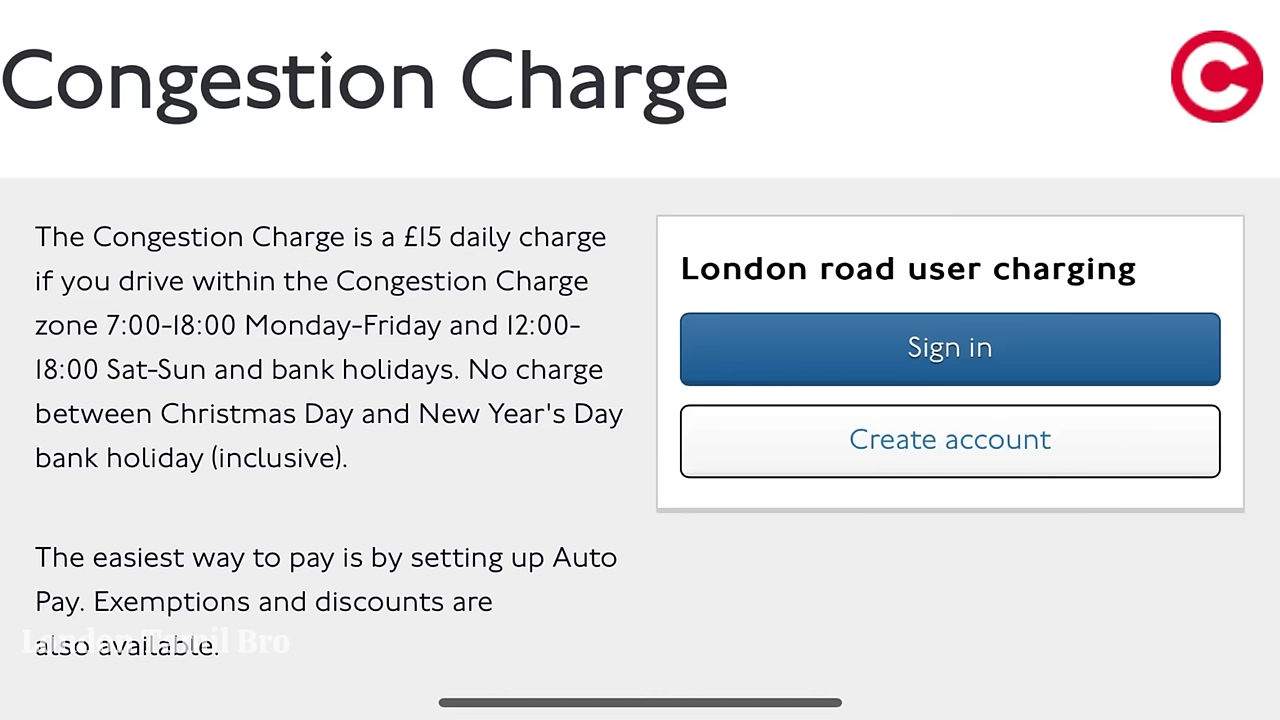 Congestion Charge
C
The Congestion Charge is a £15 daily charge
if you drive within the Congestion Charge
zone 7:00-18:00 Monday-Friday and 12:00-
18:00 Sat-Sun and bank holidays. No charge
between Christmas Day and New Year's Day
bank holiday (inclusive).
The easiest way to pay is by setting up Auto
Pay. Exemptions and discounts are
also available.
London Tamil Bro
London road user charging
Sign in
Create account